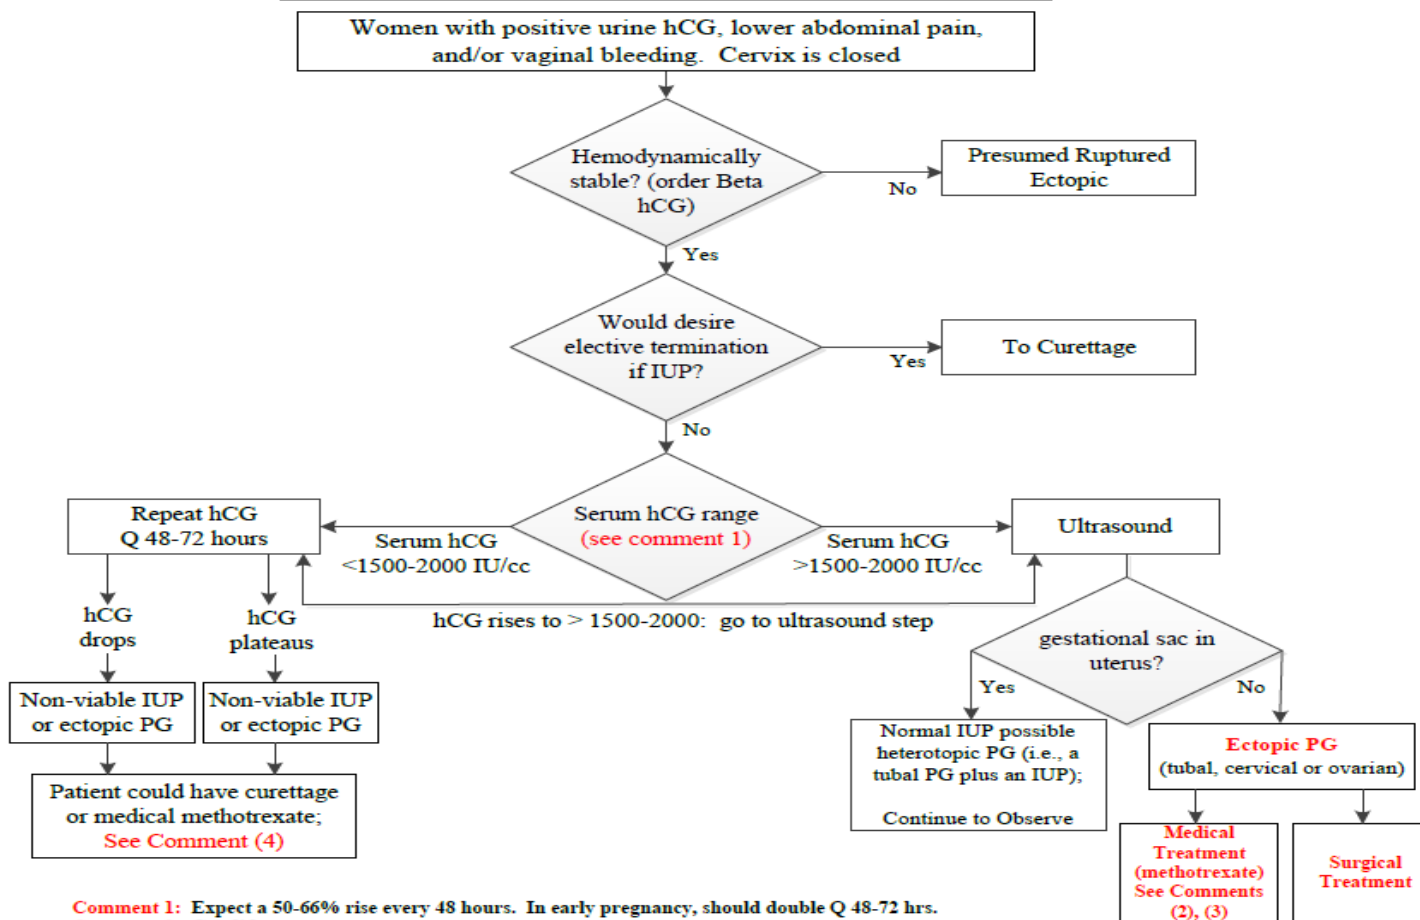 Women with positive urine hCG, lower abdominal pain,
and/or vaginal bleeding.  Cervix is closed
Hemodynamically
stable? (order Beta
hCG)
No
Presumed Ruptured
Ectopic
Yes
Would desire
elective termination
if IUP?
Yes
To Curettage
No
Serum hCG range
(see comment 1)
Serum hCG
<1500-2000 IU/cc
Repeat hCG
Q 48-72 hours
Serum hCG
>1500-2000 IU/cc
Ultrasound
hCG rises to > 1500-2000:  go to ultrasound step
hCG
drops
hCG
plateaus
Non-viable IUP
or ectopic PG
Non-viable IUP
or ectopic PG
Patient could have curettage
or medical methotrexate;
See Comment (4)
gestational sac in
uterus?
Yes
No
Normal IUP possible
heterotopic PG (i.e., a
tubal PG plus an IUP);
Continue to Observe
Ectopic PG
(tubal, cervical or ovarian)
Medical
Treatment
(methotrexate)
See Comments
(2), (3)
Surgical
Treatment
Comment 1:  Expect a 50-66% rise every 48 hours.  In early pregnancy, should double Q 48-72 hrs.